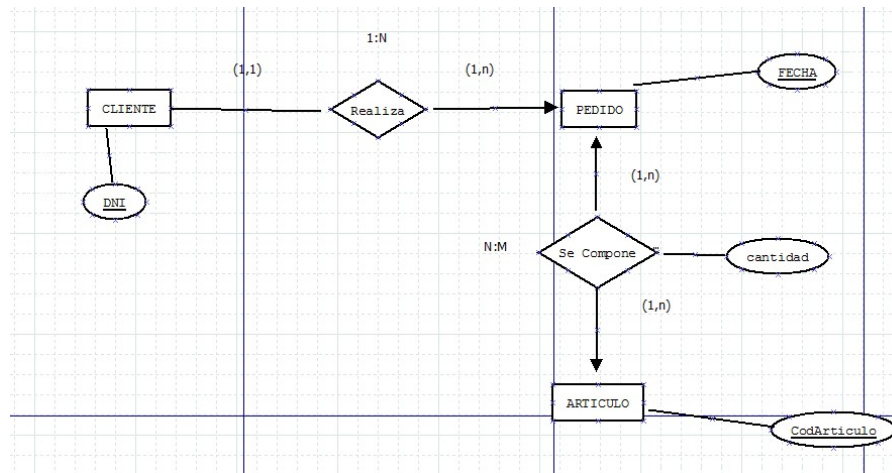 1:N
(1,1)
(1,n)
FECHA
CLIENTE
Realiza
PEDIDO
(1,n)
DNI
N:M
Se Compone
cantidad
(1,n)
ARTICULO
CodArticulo